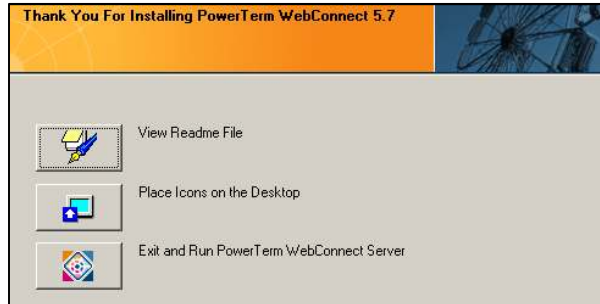 Thank You For Installing PowerTerm WebConnect 5.7
View Readme File
Place Icons on the Desktop
Exit and Run PowerTerm WebConnect Server